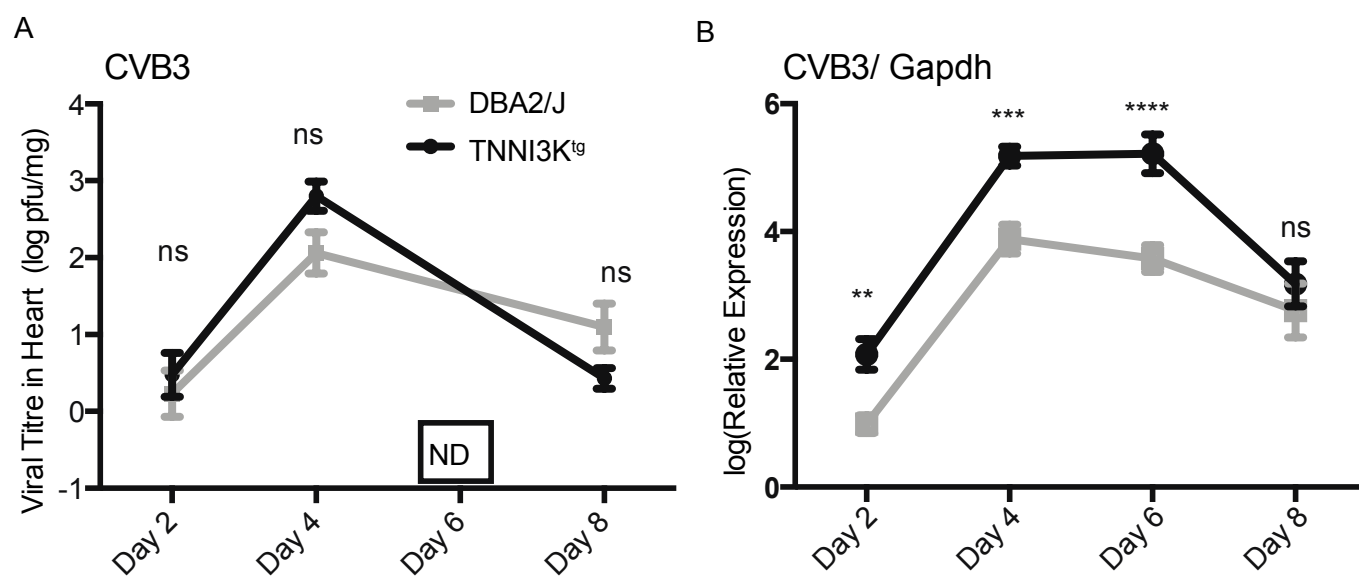 A
CVB3
Viral Titre in Heart (log pfu/mg)
4
3
2
1
0
-1
ns
ns
ns
DBA2/J
TNNI3Ktg
ND
Day 2
Day 4
Day 6
Day 8
B
CVB3/ Gapdh
log(Relative Expression)
6
4
2
0
**
***
****
ns
Day 2
Day 4
Day 6
Day 8